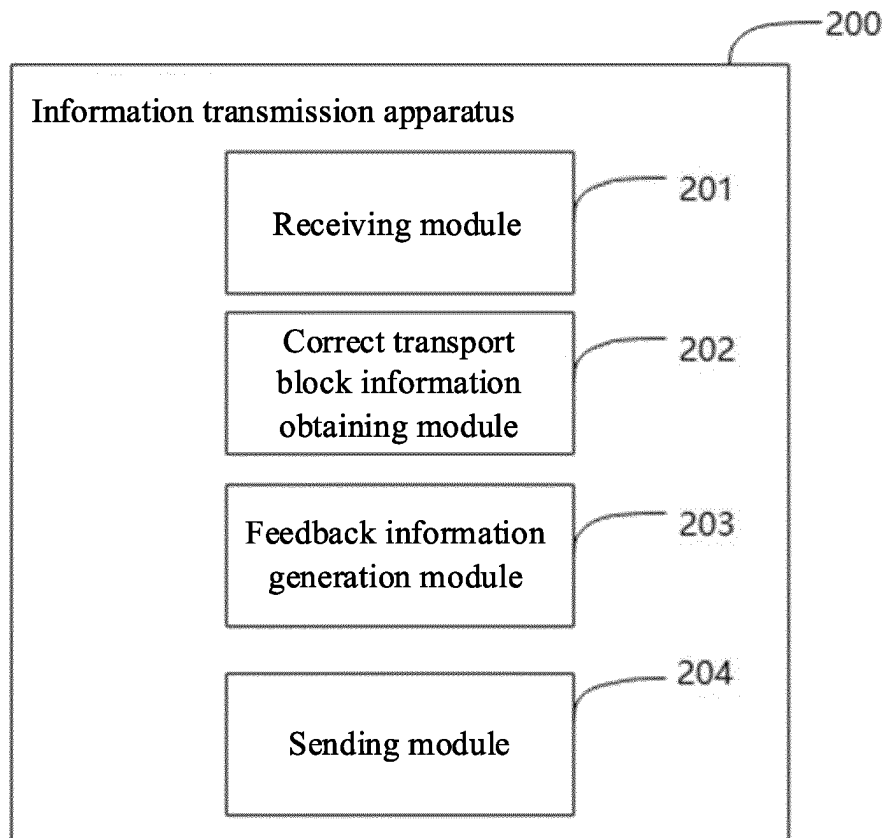 200
Information transmission apparatus
Receiving module
201
Correct transport
block information
obtaining module
202
Feedback information
generation module
203
Sending module
204